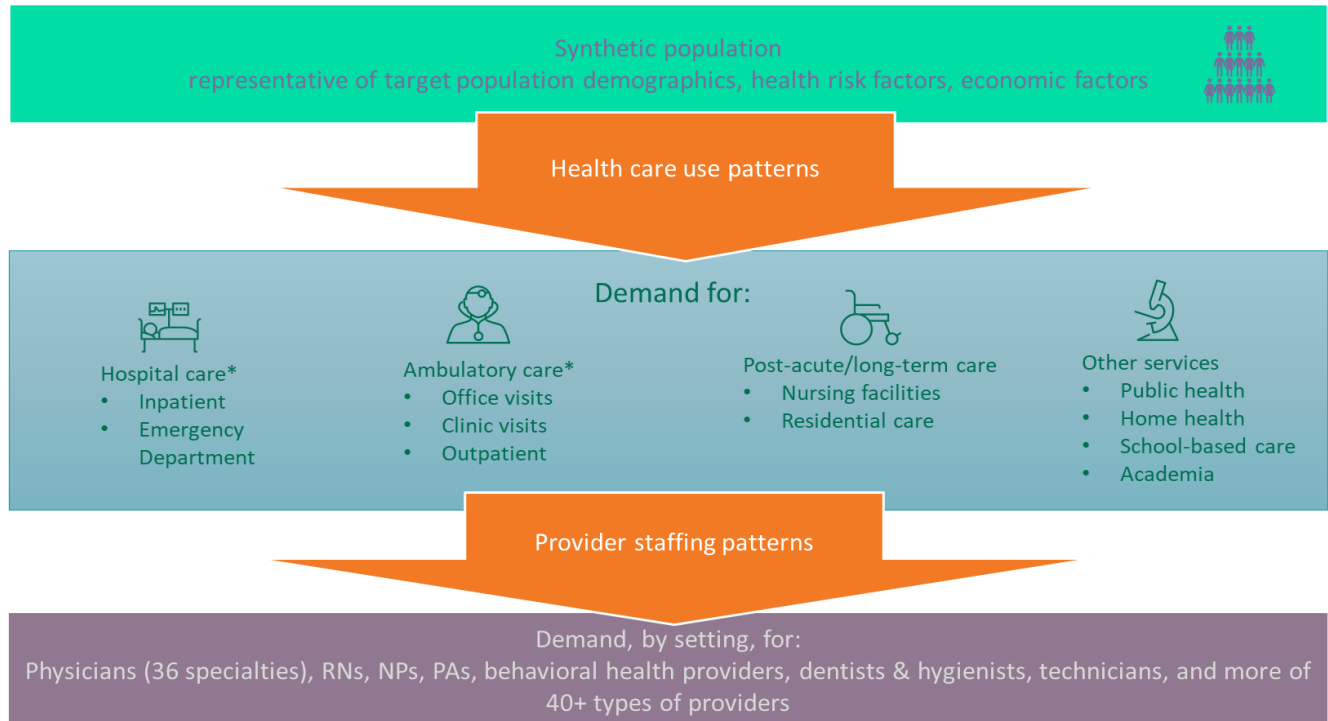 Synthetic population
representative of target population demographics, health risk factors, economic factors
Health care use patterns
Demand for:
Hospital care*
• Inpatient
• Emergency
Department
Ambulatory care*
• Office visits
• Clinic visits
• Outpatient
Post-acute/long-term care
• Nursing facilities
• Residential care
Other services
• Public health
• Home health
• School-based care
• Academia
Provider staffing patterns
Demand, by setting, for:
Physicians (36 specialties), RNs, NPs, PAs, behavioral health providers, dentists & hygienists, technicians, and more of
40+ types of providers